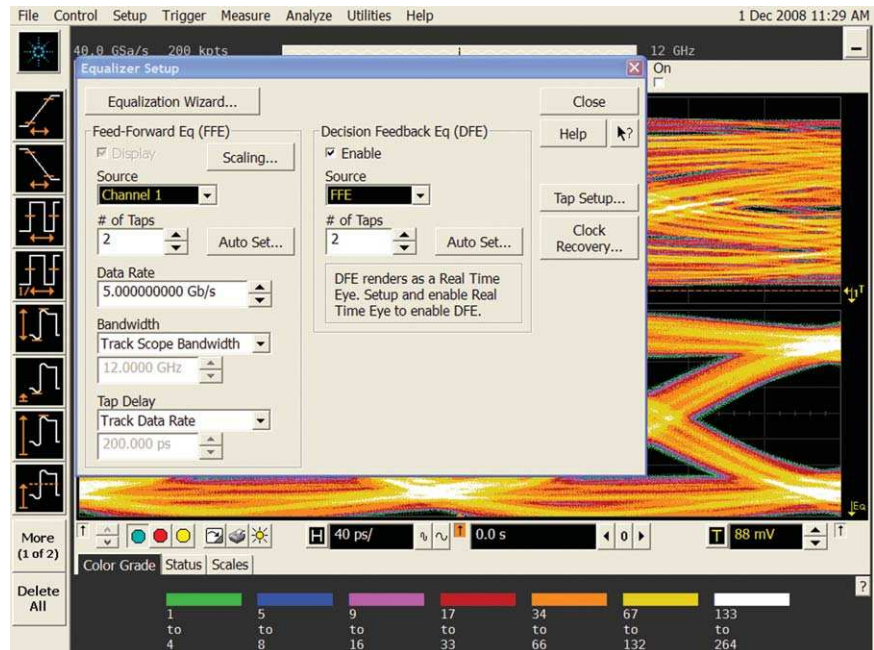 File Control Setup Trigger Measure Analyze Utilities Help 1 Dec 2008 11:29 AM
40.0 GSa/s 200 kpts 12 GHz
Equalizer Setup
On
Equalization Wizard...
Close
Feed-Forward Eq (FFE)
Display
Scaling...
Source
Channel 1
# of Taps
2
Auto Set...
Data Rate
5.000000000 Gb/s
Bandwidth
Track Scope Bandwidth
12.0000 GHz
Tap Delay
Track Data Rate
200.000 ps
Decision Feedback Eq (DFE)
Enable
Source
FFE
# of Taps
2
Auto Set...
DFE renders as a Real Time
Eye. Setup and enable Real
Time Eye to enable DFE.
Help
?
Tap Setup...
Clock
Recovery...
1/
T
Eq
More
(1 of 2)
Delete
All
H 40 ps/ 0.0 s 0 T 88 mV
Color Grade Status Scales
?
1 5 9 17 34 67 133
to to to to to to to
4 8 16 33 66 132 264